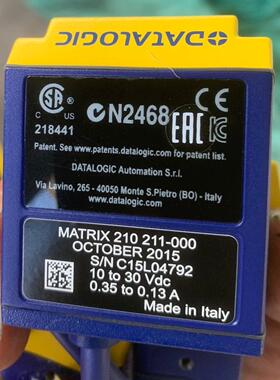 DATALOGIC
SA
C US
218441
N2468
CE
EAC
Patent. See www.patents.datalogic.com for patent list.
DATALOGIC Automation S.r.l.
Via Lavino, 265 - 40050 Monte S.Pietro (BO) - Italy
www.datalogic.com
MATRIX 210 211-000
OCTOBER 2015
S/N C15L04792
10 to 30 Vdc
0.35 to 0.13 A
Made in Italy